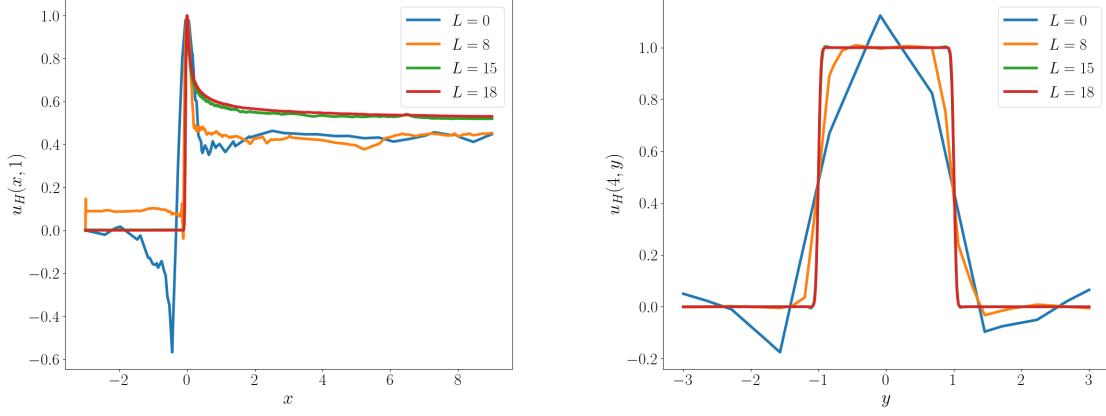 1.0
0.8
0.6
0.4
0.2
0.0
−0.2
−0.4
−0.6
u_H(x, 1)
−2 0 2 4 6 8
x
L = 0
L = 8
L = 15
L = 18
1.0
0.8
0.6
0.4
0.2
0.0
−0.2
u_H(4, y)
−3 −2 −1 0 1 2 3
y
L = 0
L = 8
L = 15
L = 18